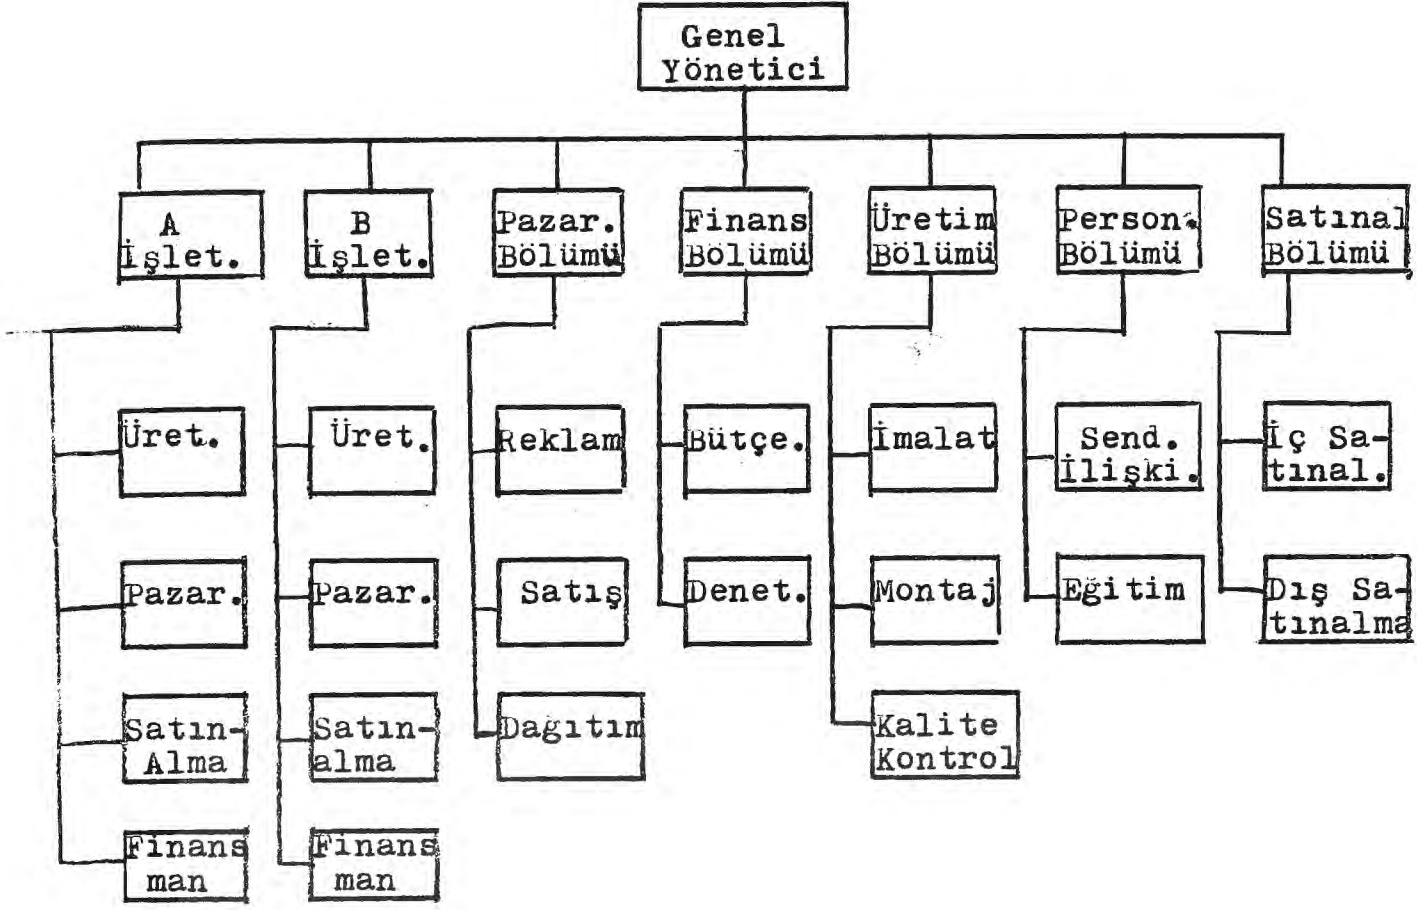 Genel
Yönetici
A
İşlet.
B
İşlet.
Pazar.
Bölümü
Finans
Bölümü
Üretim
Bölümü
Person.
Bölümü
Satınal
Bölümü
Üret.
Üret.
Reklam
Bütçe.
İmalat
Send.
İlişki.
İç Sa-
tınal.
Pazar.
Pazar.
Satış
Denet.
Montaj
Eğitim
Dış Sa-
tınalma
Satın-
Alma
Satın-
alma
Dağıtım
Kalite
Kontrol
Finans
man
Finans
man